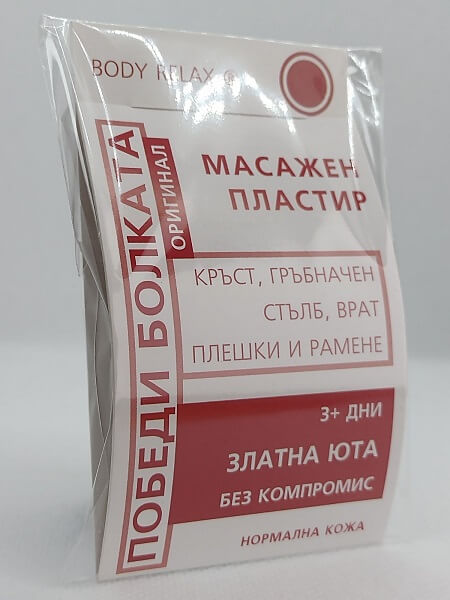 BODY RELAX ®
МАСАЖЕН
ПЛАСТИР
ПОБЕДИ БОЛКАТА
ОРИГИНАЛ
КРЪСТ, ГРЪБНАЧЕН
СТЪЛБ, ВРАТ
ПЛЕШКИ И РАМЕНЕ
3+ ДНИ
ЗЛАТНА ЮТА
БЕЗ КОМПРОМИС
НОРМАЛНА КОЖА